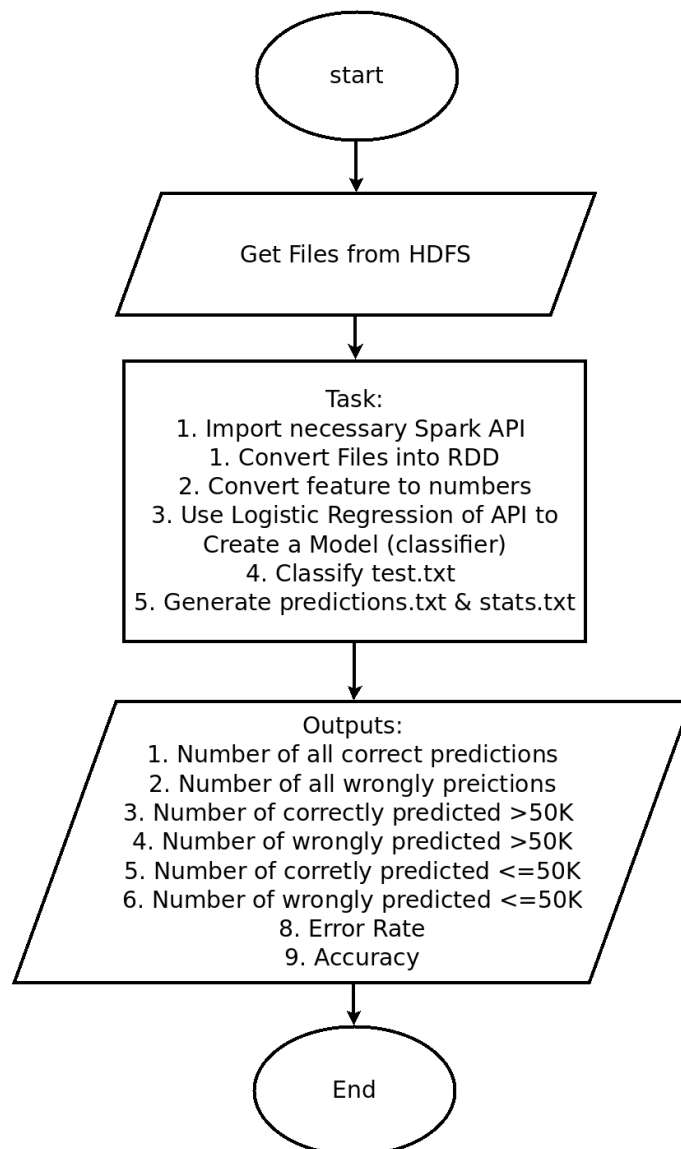 start
Get Files from HDFS
Task:
1. Import necessary Spark API
1. Convert Files into RDD
2. Convert feature to numbers
3. Use Logistic Regression of API to
Create a Model (classifier)
4. Classify test.txt
5. Generate predictions.txt & stats.txt
Outputs:
1. Number of all correct predictions
2. Number of all wrongly preictions
3. Number of correctly predicted >50K
4. Number of wrongly predicted >50K
5. Number of corretly predicted <=50K
6. Number of wrongly predicted <=50K
8. Error Rate
9. Accuracy
End